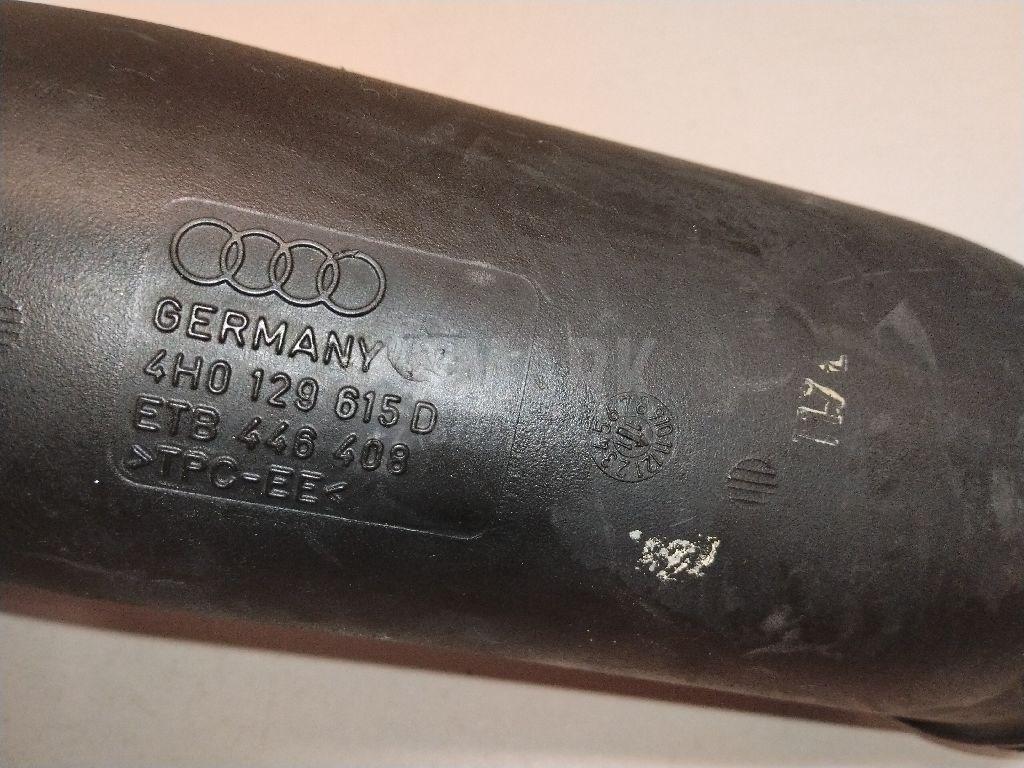 GERMANY
4H0 129 615 D
ETB 446 408
>TPC-EE<